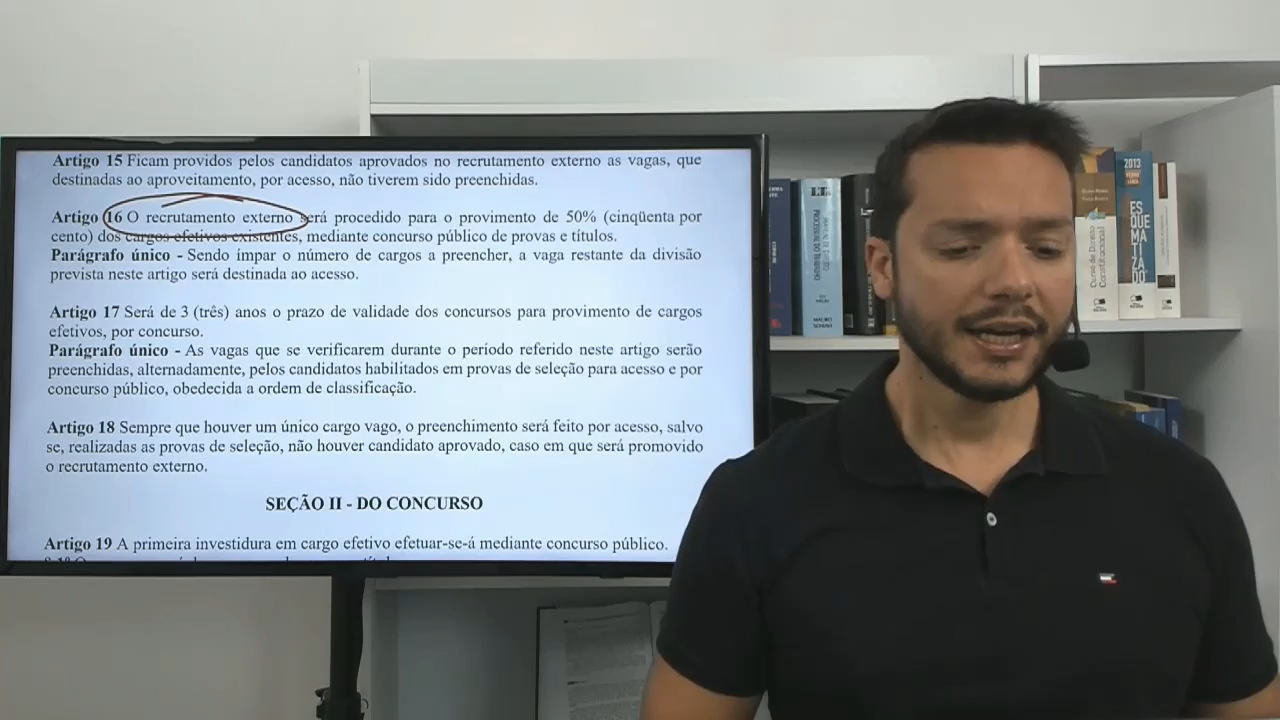 Artigo 15 Ficam providos pelos candidatos aprovados no recrutamento externo as vagas, que
destinadas ao aproveitamento, por acesso, não tiverem sido preenchidas.
Artigo 16 O recrutamento externo será procedido para o provimento de 50% (cinqüenta por
cento) dos cargos efetivos existentes, mediante concurso público de provas e títulos.
Parágrafo único - Sendo ímpar o número de cargos a preencher, a vaga restante da divisão
prevista neste artigo será destinada ao acesso.
Artigo 17 Será de 3 (três) anos o prazo de validade dos concursos para provimento de cargos
efetivos, por concurso.
Parágrafo único - As vagas que se verificarem durante o período referido neste artigo serão
preenchidas, alternadamente, pelos candidatos habilitados em provas de seleção para acesso e por
concurso público, obedecida a ordem de classificação.
Artigo 18 Sempre que houver um único cargo vago, o preenchimento será feito por acesso, salvo
se, realizadas as provas de seleção, não houver candidato aprovado, caso em que será promovido
o recrutamento externo.
SEÇÃO II - DO CONCURSO
Artigo 19 A primeira investidura em cargo efetivo efetuar-se-á mediante concurso público.
LTr
MAURO SCHIAVI
Curso de Direito Constitucional
2013
ESQUEMATIZADO